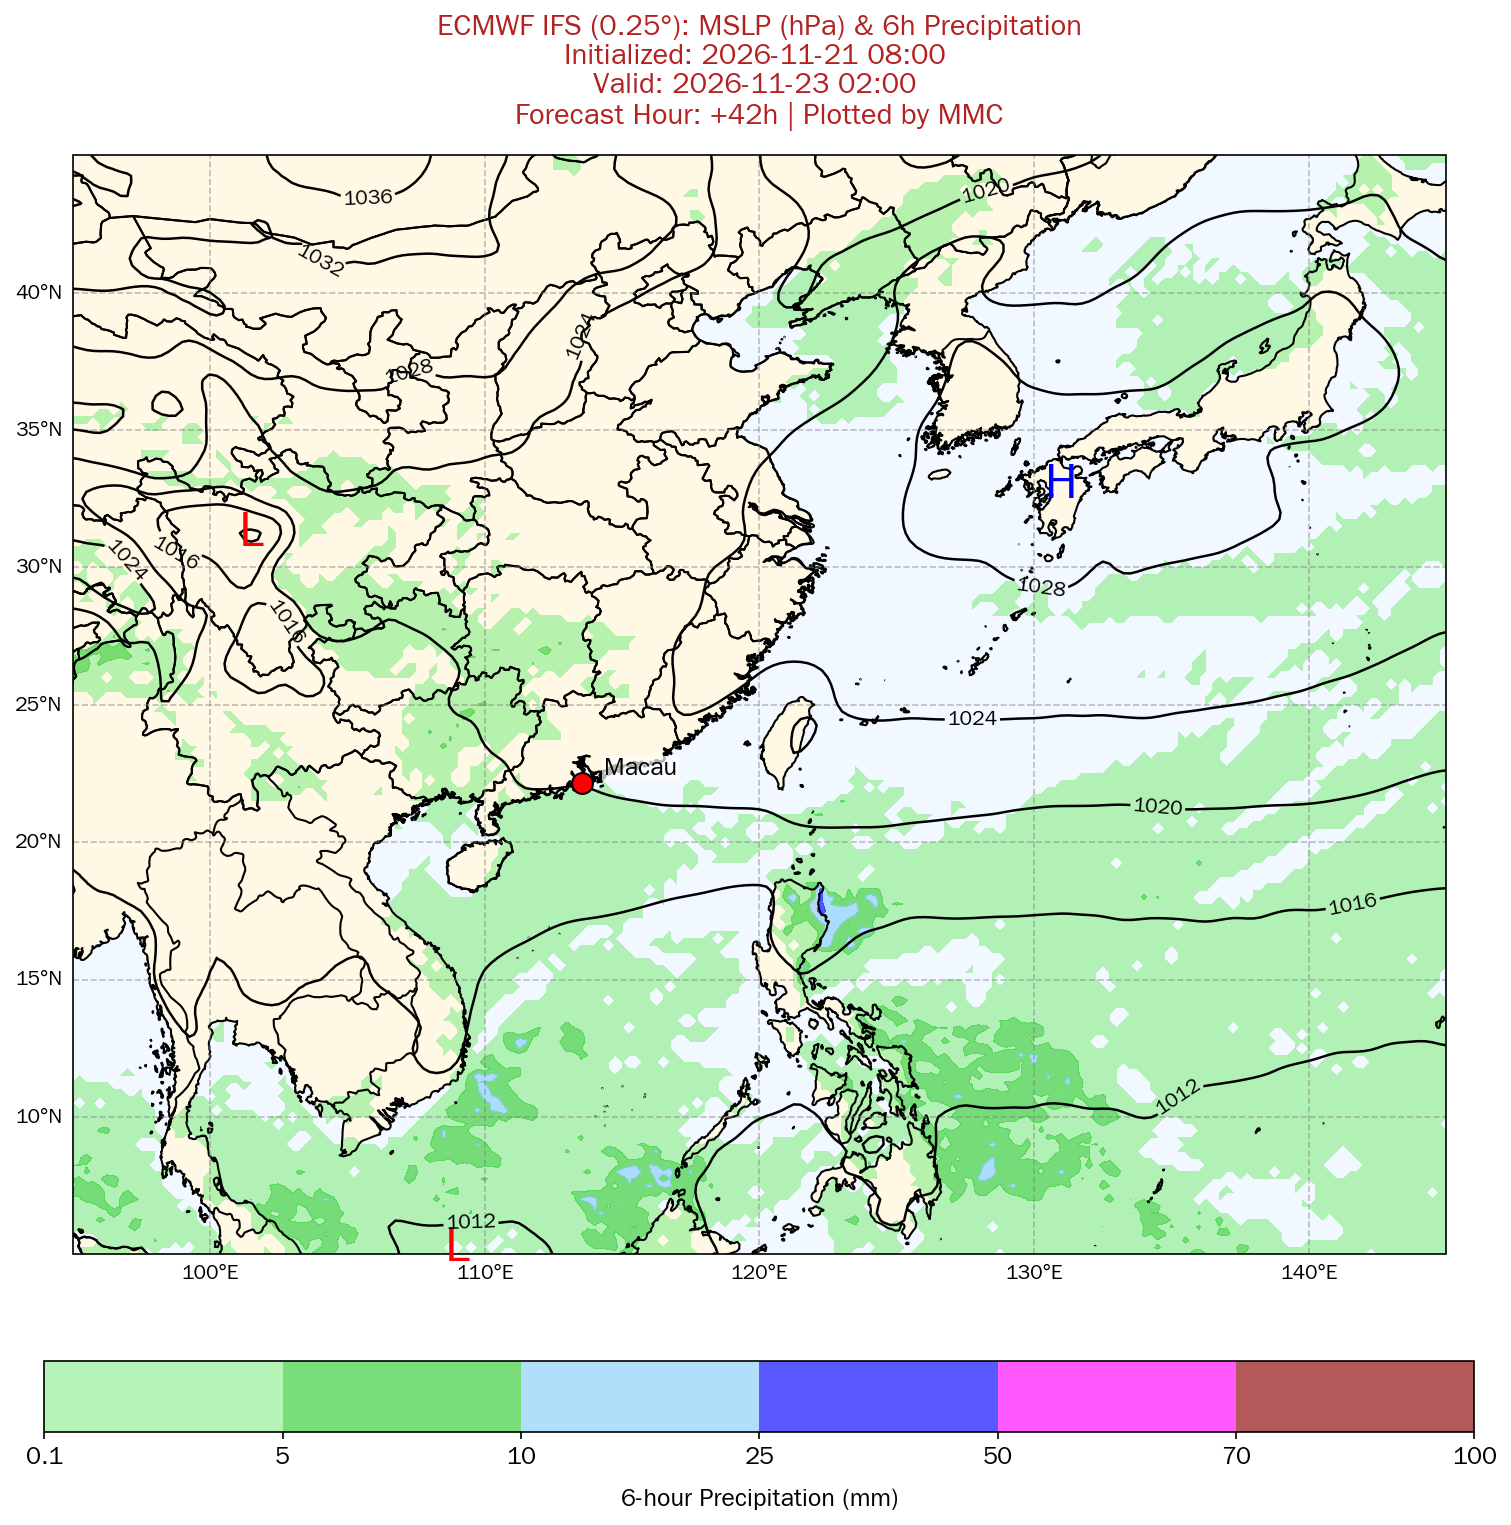 ECMWF IFS (0.25°): MSLP (hPa) & 6h Precipitation
Initialized: 2026-11-21 08:00
Valid: 2026-11-23 02:00
Forecast Hour: +42h | Plotted by MMC
1036
1020
1032
40°N
1024
1028
35°N
H
L
1016
1024
30°N
1028
1016
25°N
1024
Macau
1020
20°N
1016
15°N
1012
10°N
1012
L
100°E 110°E 120°E 130°E 140°E
0.1 5 10 25 50 70 100
6-hour Precipitation (mm)